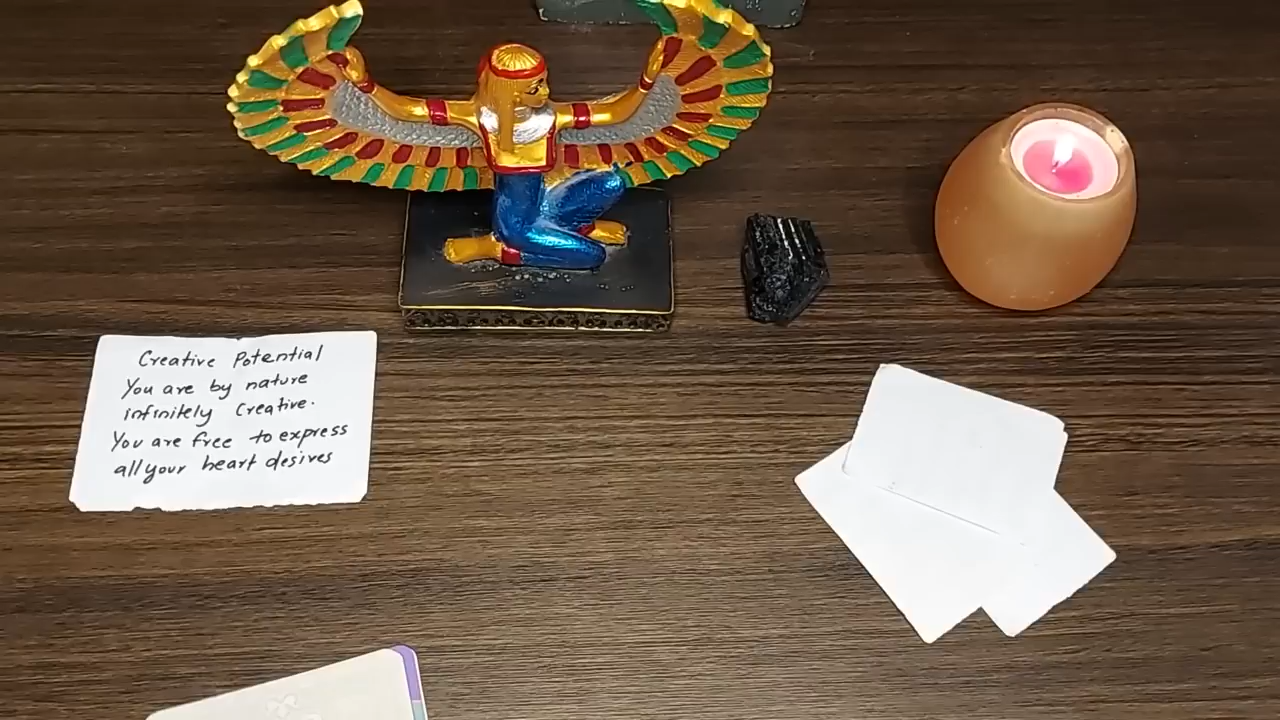 Creative Potential
You are by nature
infinitely Creative.
You are free to express
all your heart desires